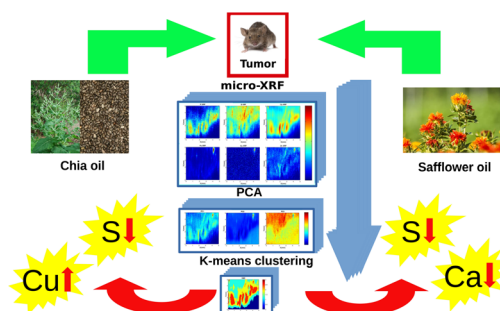 Tumor
micro-XRF
Chia oil
Safflower oil
PCA
K-means clustering
S
S
Cu
Ca